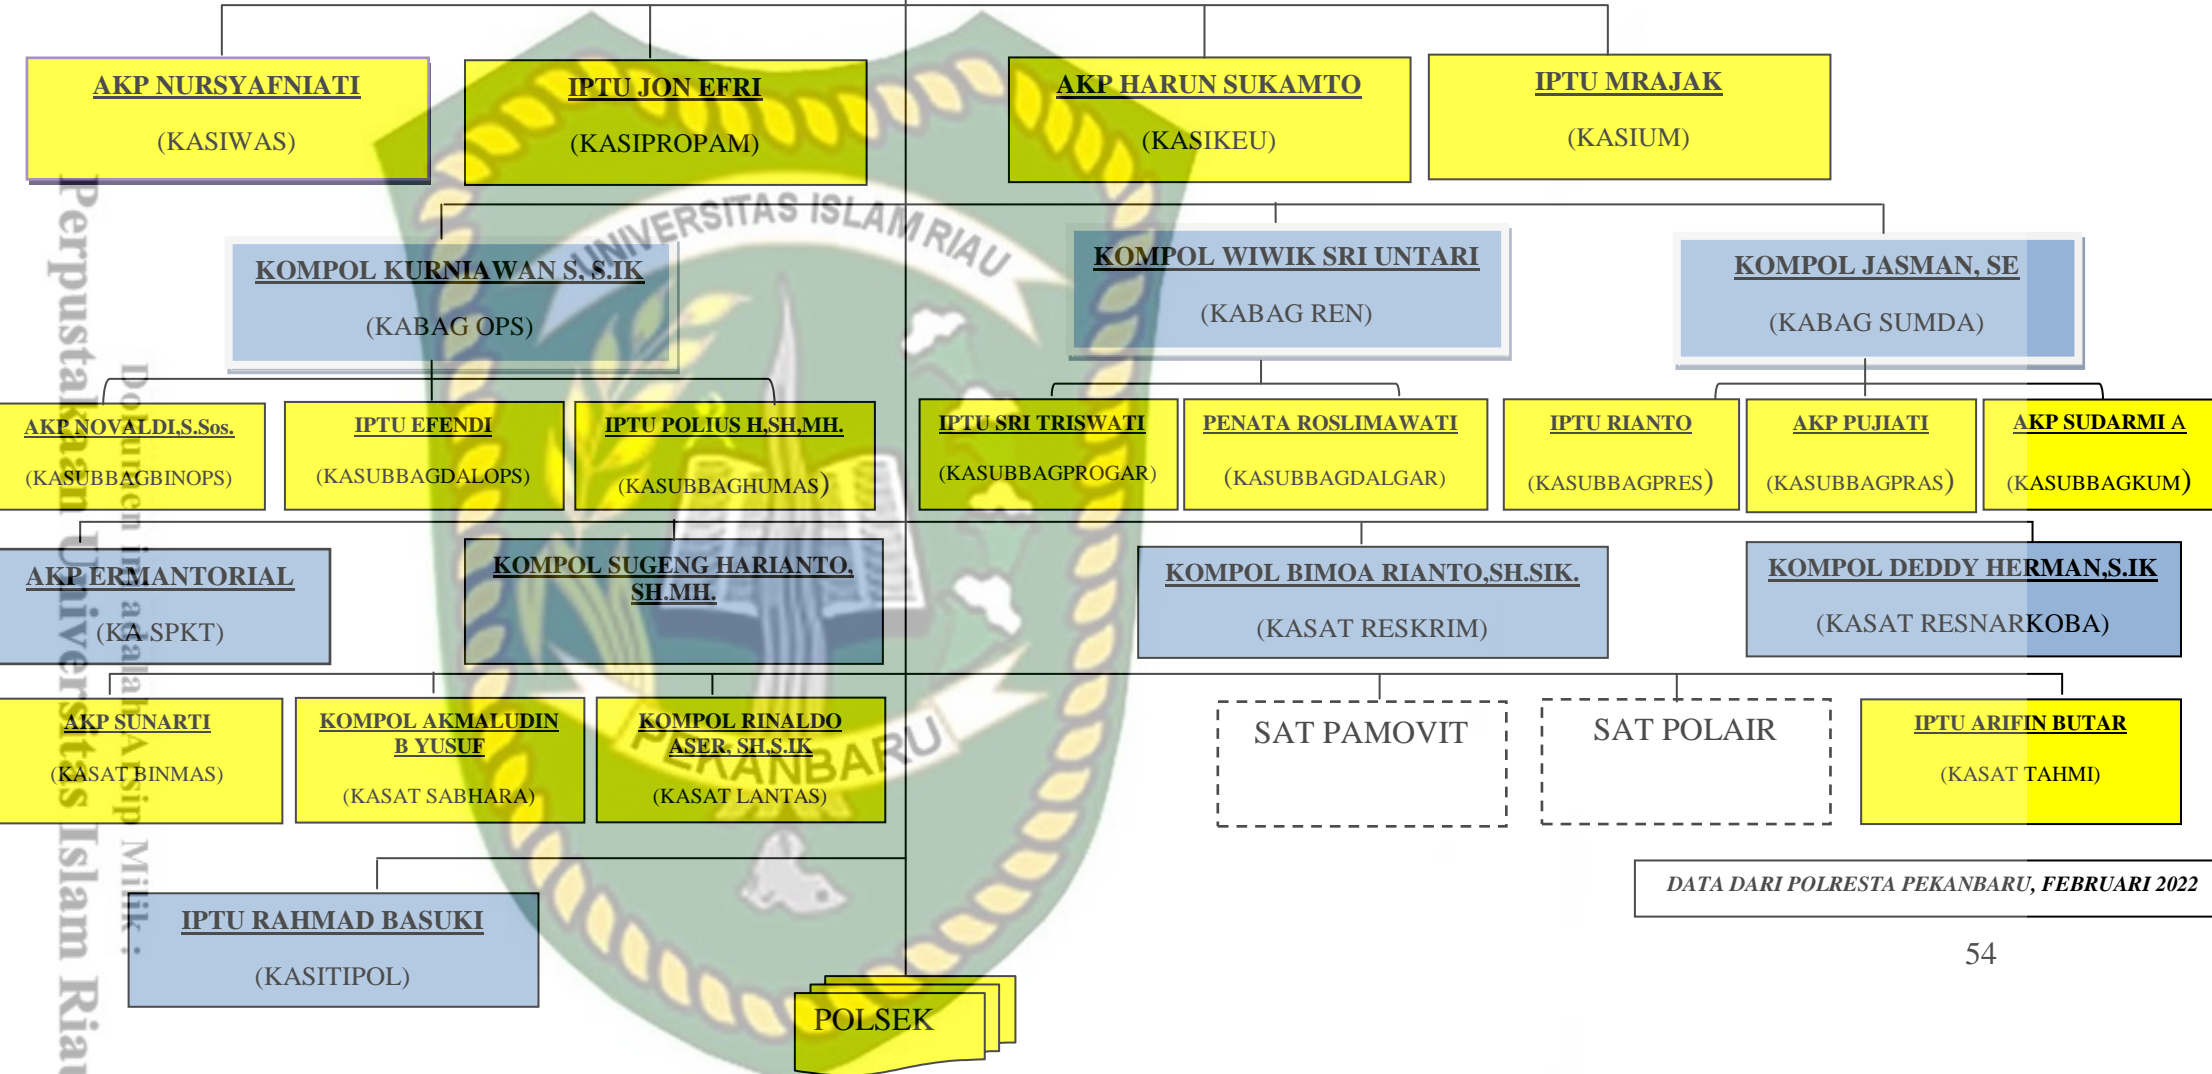 AKP NURSYAFNIATI
(KASIWAS)
IPTU JON EFRI
(KASIPROPAM)
AKP HARUN SUKAMTO
(KASIKEU)
IPTU MRAJAK
(KASIUM)
UNIVERSITAS ISLAM RIAU
KOMPOL KURNIAWAN S, S.IK
(KABAG OPS)
KOMPOL WIWIK SRI UNTARI
(KABAG REN)
KOMPOL JASMAN, SE
(KABAG SUMDA)
AKP NOVALDI,S.Sos.
(KASUBBAGBINOPS)
IPTU EFENDI
(KASUBBAGDALOPS)
IPTU POLIUS H,SH,MH.
(KASUBBAGHUMAS)
IPTU SRI TRISWATI
(KASUBBAGPROGAR)
PENATA ROSLIMAWATI
(KASUBBAGDALGAR)
IPTU RIANTO
(KASUBBAGPRES)
AKP PUJIATI
(KASUBBAGPRAS)
AKP SUDARMI A
(KASUBBAGKUM)
AKP ERMANTORIAL
(KA SPKT)
KOMPOL SUGENG HARIANTO,
SH.MH.
KOMPOL BIMOA RIANTO,SH.SIK.
(KASAT RESKRIM)
KOMPOL DEDDY HERMAN,S.IK
(KASAT RESNARKOBA)
AKP SUNARTI
(KASAT BINMAS)
KOMPOL AKMALUDIN
B YUSUF
(KASAT SABHARA)
KOMPOL RINALDO
ASER, SH,S.IK
(KASAT LANTAS)
SAT PAMOVIT
SAT POLAIR
IPTU ARIFIN BUTAR
(KASAT TAHMI)
PEKANBARU
IPTU RAHMAD BASUKI
(KASITIPOL)
POLSEK
DATA DARI POLRESTA PEKANBARU, FEBRUARI 2022
54
Perpustakaan Universitas Islam Riau
Dokumen ini adalah Arsip Milik :